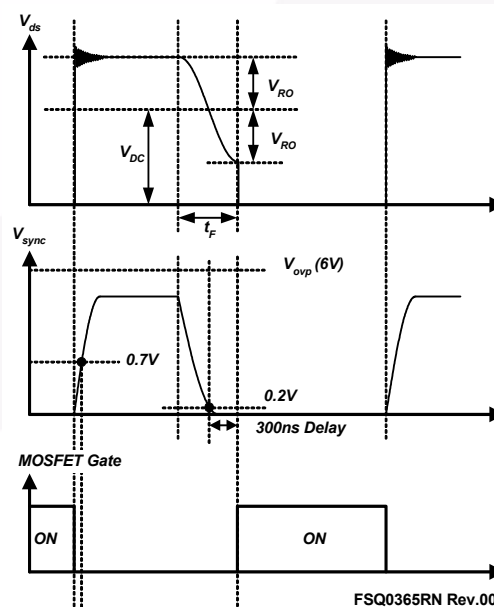 Vds
VRO
VDC
VRO
tF
Vsync
Vovp (6V)
0.7V
0.2V
300ns Delay
MOSFET Gate
ON
ON
FSQ0365RN Rev.00